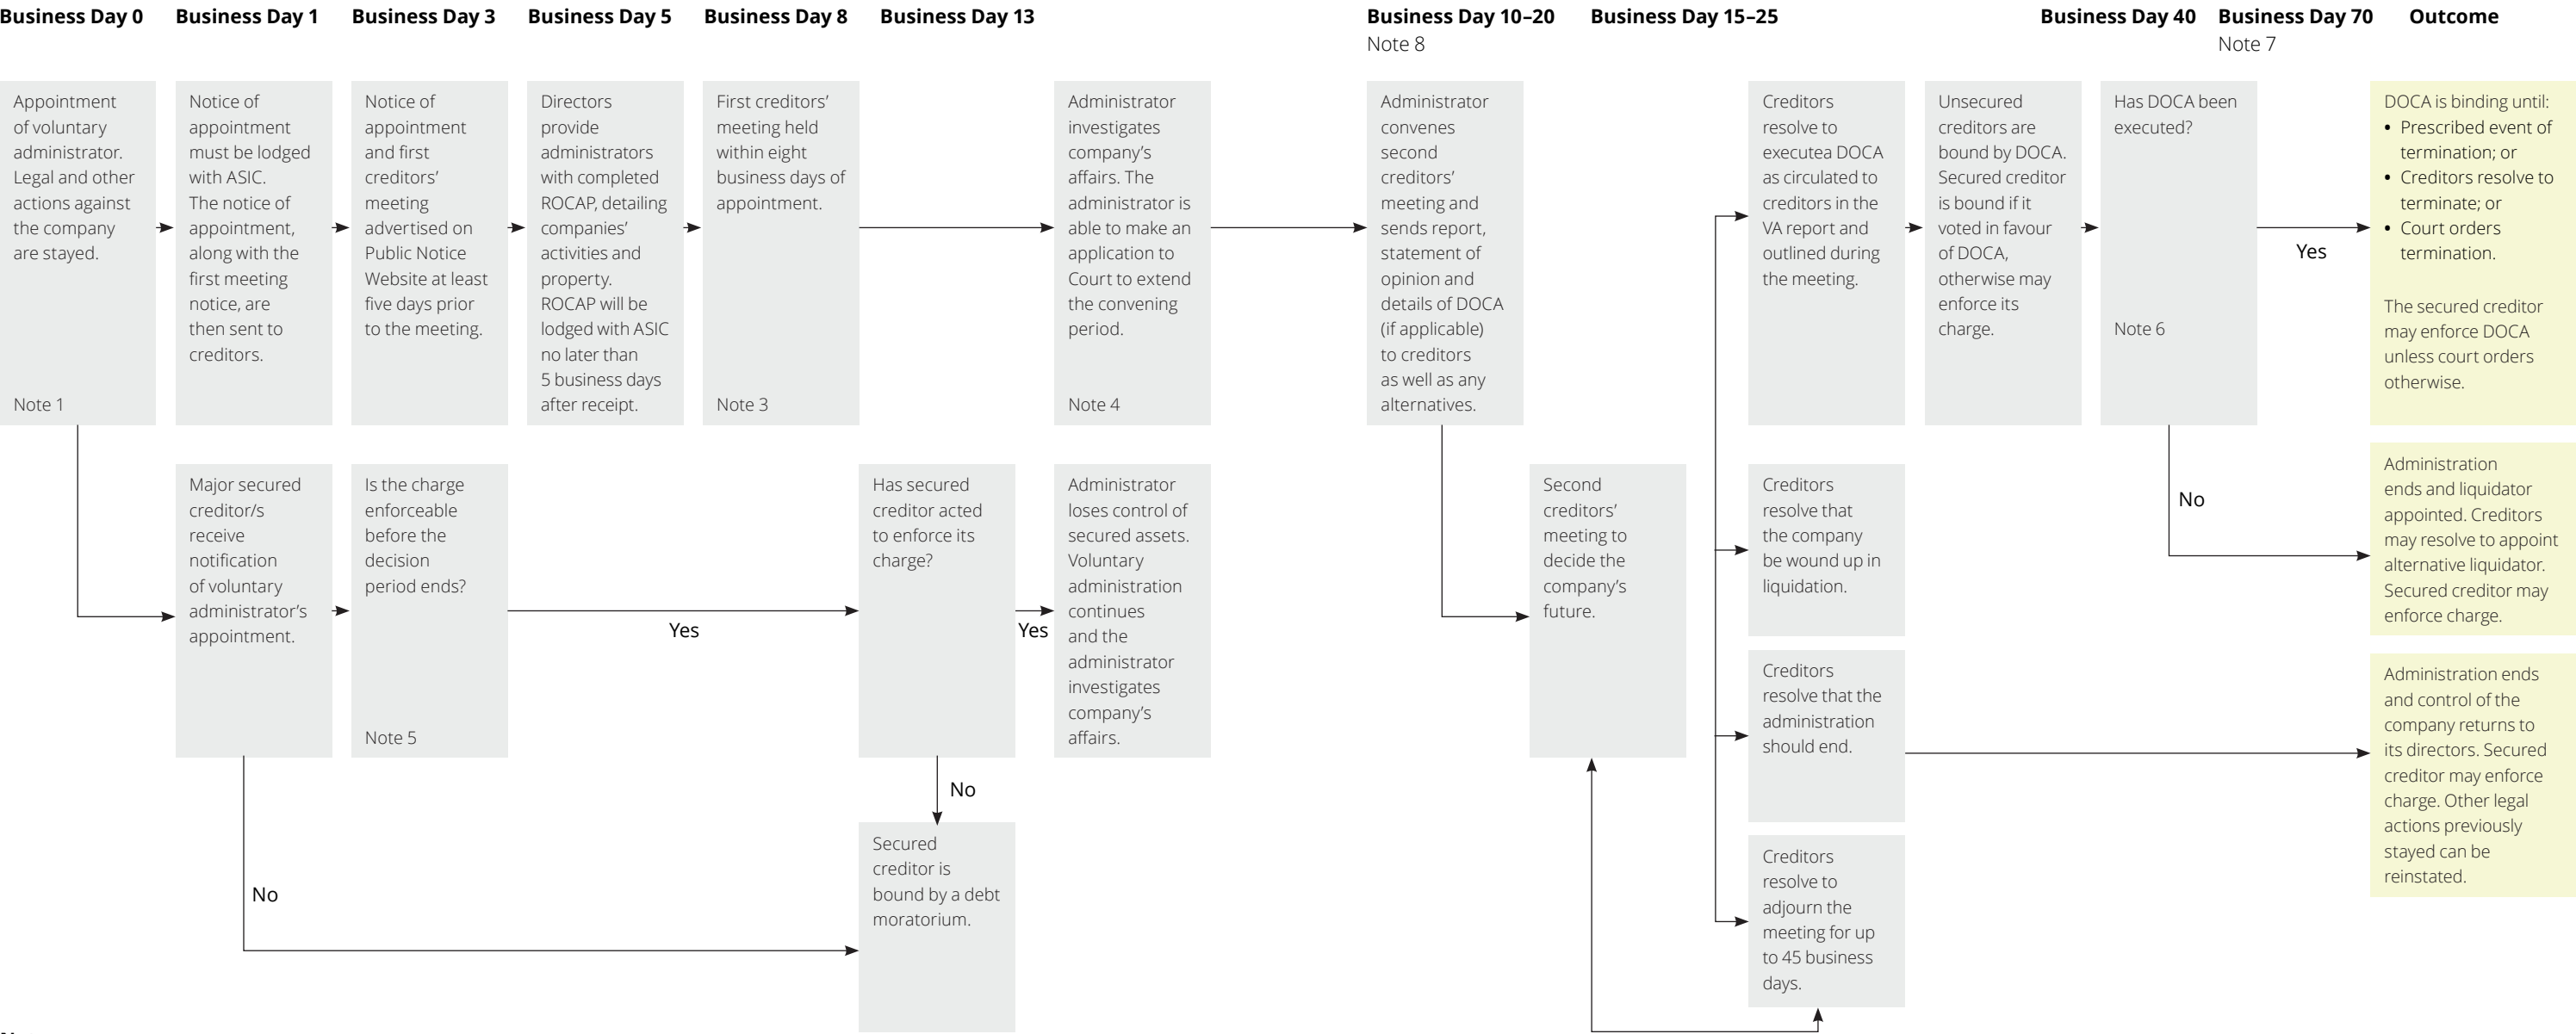 Business Day 0
Business Day 1
Business Day 3
Business Day 5
Business Day 8
Business Day 13
Business Day 10–20
Note 8
Business Day 15–25
Business Day 40
Business Day 70
Note 7
Outcome
Appointment
of voluntary
administrator.
Legal and other
actions against
the company
are stayed.
Note 1
Notice of
appointment
must be lodged
with ASIC.
The notice of
appointment,
along with the
first meeting
notice, are
then sent to
creditors.
Notice of
appointment
and first
creditors’
meeting
advertised on
Public Notice
Website at least
five days prior
to the meeting.
Directors
provide
administrators
with completed
ROCAP, detailing
companies’
activities and
property.
ROCAP will be
lodged with ASIC
no later than
5 business days
after receipt.
First creditors’
meeting held
within eight
business days of
appointment.
Note 3
Administrator
investigates
company’s
affairs. The
administrator is
able to make an
application to
Court to extend
the convening
period.
Note 4
Administrator
convenes
second
creditors’
meeting and
sends report,
statement of
opinion and
details of DOCA
(if applicable)
to creditors
as well as any
alternatives.
Creditors
resolve to
executea DOCA
as circulated to
creditors in the
VA report and
outlined during
the meeting.
Unsecured
creditors are
bound by DOCA.
Secured creditor
is bound if it
voted in favour
of DOCA,
otherwise may
enforce its
charge.
Has DOCA been
executed?
Note 6
Yes
DOCA is binding until:
• Prescribed event of
termination; or
• Creditors resolve to
terminate; or
• Court orders
termination.
The secured creditor
may enforce DOCA
unless court orders
otherwise.
Major secured
creditor/s
receive
notification
of voluntary
administrator’s
appointment.
Is the charge
enforceable
before the
decision
period ends?
Note 5
Yes
Has secured
creditor acted
to enforce its
charge?
Yes
Administrator
loses control of
secured assets.
Voluntary
administration
continues
and the
administrator
investigates
company’s
affairs.
Second
creditors’
meeting to
decide the
company’s
future.
Creditors
resolve that
the company
be wound up in
liquidation.
No
Administration
ends and liquidator
appointed. Creditors
may resolve to appoint
alternative liquidator.
Secured creditor may
enforce charge.
Creditors
resolve that the
administration
should end.
Administration ends
and control of the
company returns to
its directors. Secured
creditor may enforce
charge. Other legal
actions previously
stayed can be
reinstated.
No
No
Secured
creditor is
bound by a debt
moratorium.
Creditors
resolve to
adjourn the
meeting for up
to 45 business
days.